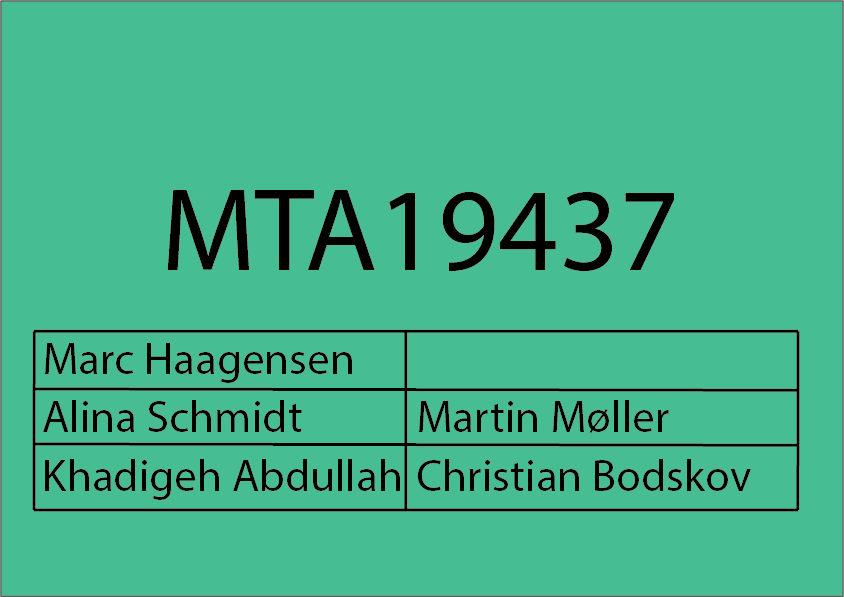 MTA19437
Marc Haagensen
Alina Schmidt Martin Møller
Khadigeh Abdullah Christian Bodskov